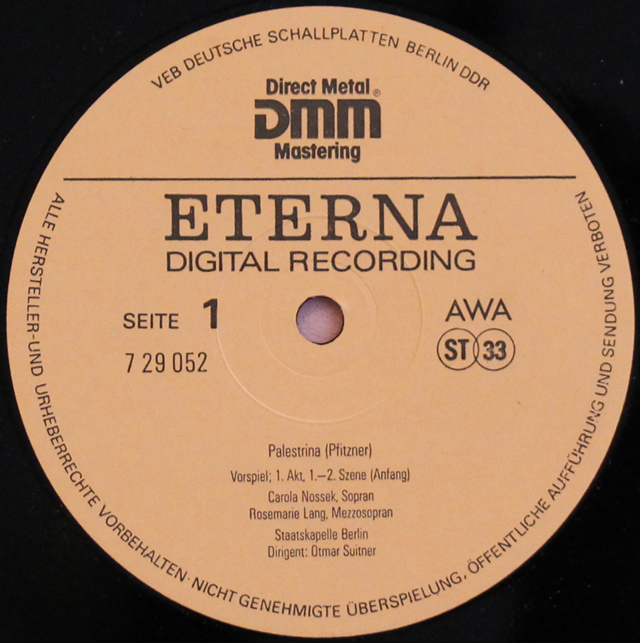 VEB DEUTSCHE SCHALLPLATTEN BERLIN DDR
Direct Metal
DMM®
Mastering
ETERNA
DIGITAL RECORDING
SEITE 1
7 29 052
AWA
ST 33
Palestrina (Pfitzner)
Vorspiel; 1. Akt, 1.–2. Szene (Anfang)
Carola Nossek, Sopran
Rosemarie Lang, Mezzosopran
Staatskapelle Berlin
Dirigent: Otmar Suitner
ALLE HERSTELLER-UND URHEBERRECHTE VORBEHALTEN · NICHT GENEHMIGTE ÜBERSPIELUNG, ÖFFENTLICHE AUFFÜHRUNG UND SENDUNG VERBOTEN